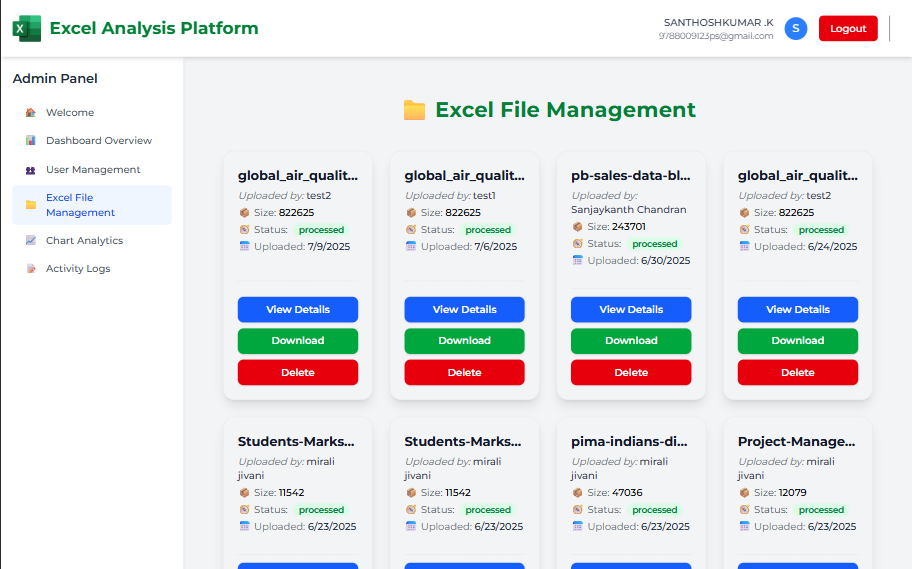 Excel Analysis Platform
SANTHOSHKUMAR .K
9788009123ps@gmail.com
S
Logout
Admin Panel
Welcome
Dashboard Overview
User Management
Excel File
Management
Chart Analytics
Activity Logs
Excel File Management
global_air_qualit...
Uploaded by: test2
Size: 822625
Status: processed
Uploaded: 7/9/2025
View Details
Download
Delete
global_air_qualit...
Uploaded by: test1
Size: 822625
Status: processed
Uploaded: 7/6/2025
View Details
Download
Delete
pb-sales-data-bl...
Uploaded by:
Sanjaykanth Chandran
Size: 243701
Status: processed
Uploaded: 6/30/2025
View Details
Download
Delete
global_air_qualit...
Uploaded by: test2
Size: 822625
Status: processed
Uploaded: 6/24/2025
View Details
Download
Delete
Students-Marks...
Uploaded by: mirali
jivani
Size: 11542
Status: processed
Uploaded: 6/23/2025
Students-Marks...
Uploaded by: mirali
jivani
Size: 11542
Status: processed
Uploaded: 6/23/2025
pima-indians-di...
Uploaded by: mirali
jivani
Size: 47036
Status: processed
Uploaded: 6/23/2025
Project-Manage...
Uploaded by: mirali
jivani
Size: 12079
Status: processed
Uploaded: 6/23/2025